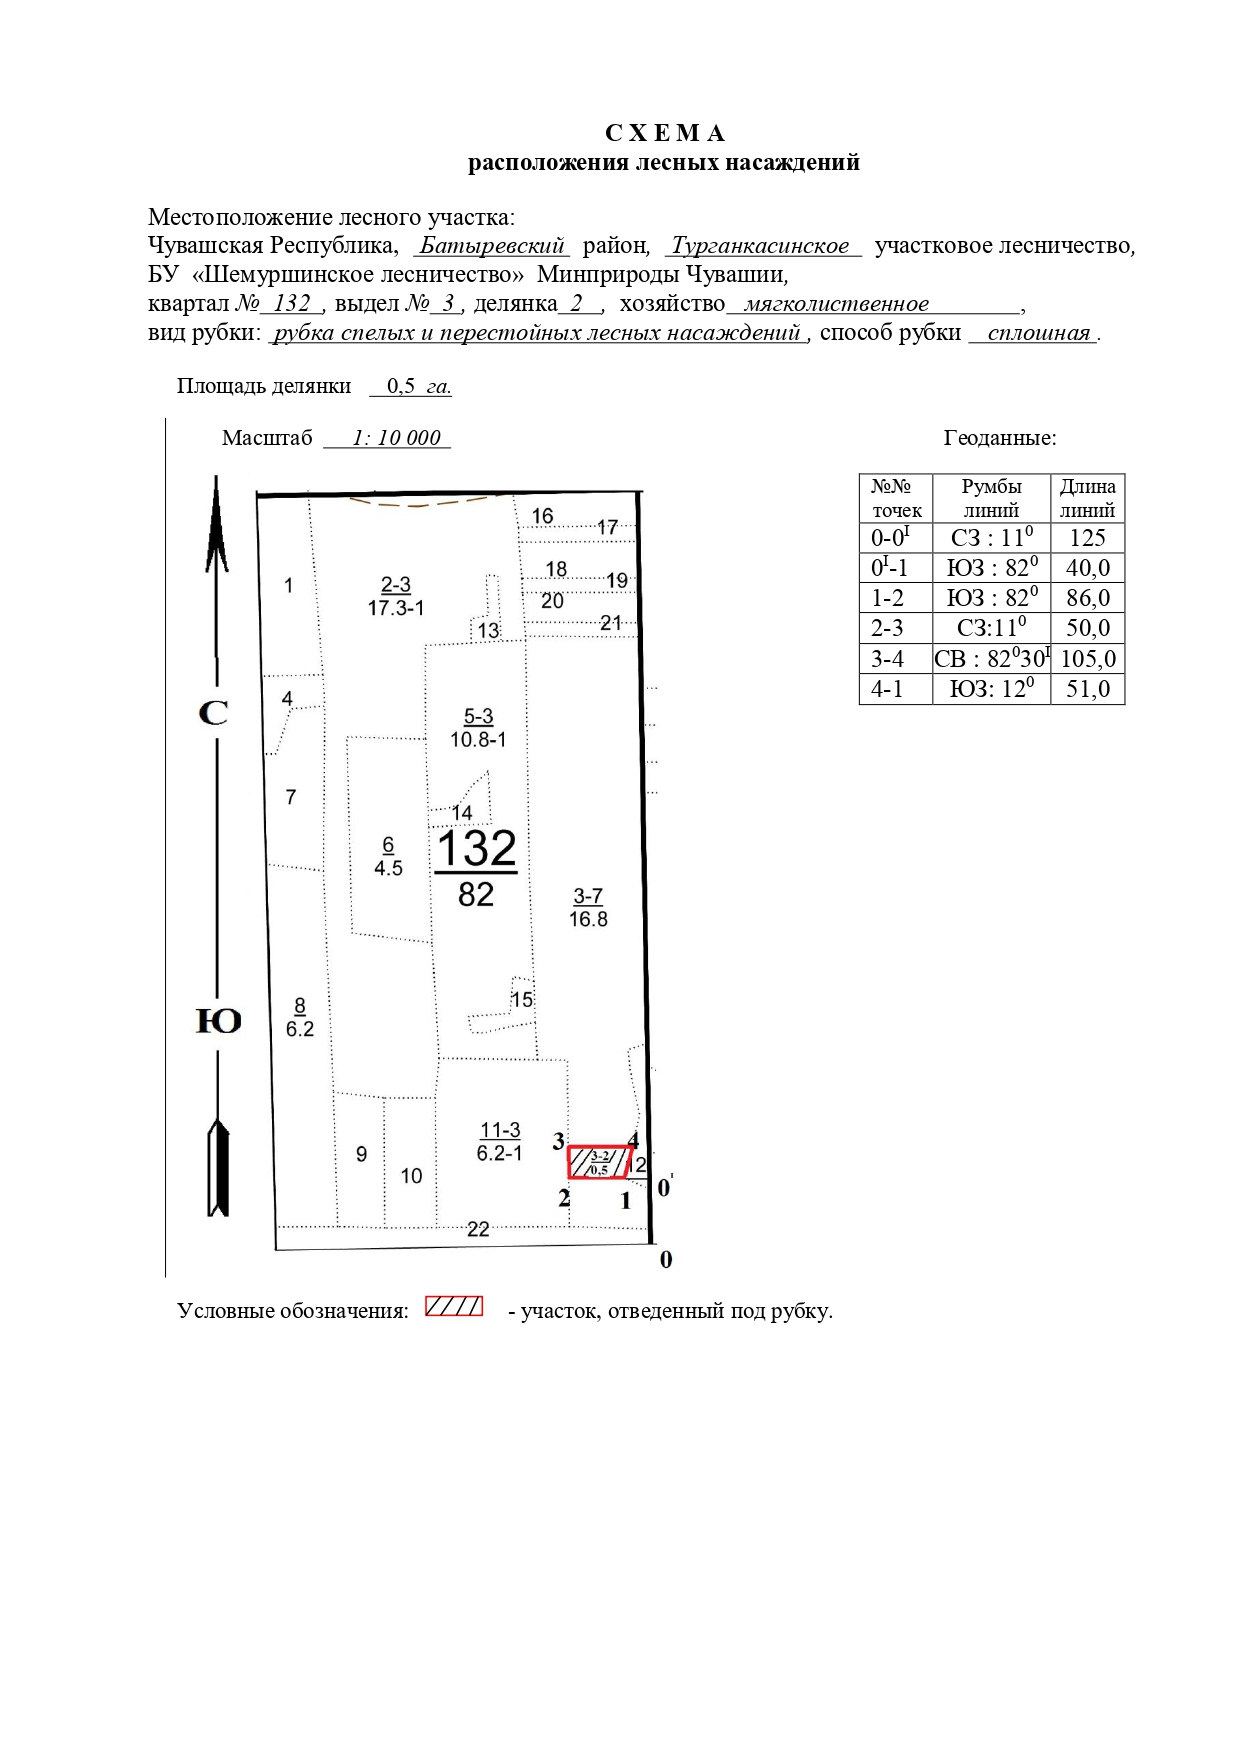 С Х Е М А
расположения лесных насаждений
Местоположение лесного участка:
Чувашская Республика, Батыревский район, Турганкасинское участковое лесничество,
БУ «Шемуршинское лесничество» Минприроды Чувашии,
квартал № 132 , выдел № 3 , делянка 2 , хозяйство мягколиственное ,
вид рубки: рубка спелых и перестойных лесных насаждений , способ рубки сплошная .
Площадь делянки 0,5 га.
Масштаб 1: 10 000
Геоданные:
№№ точек Румбы линий Длина линий
0-0ᴵ СЗ : 11⁰ 125
0ᴵ-1 ЮЗ : 82⁰ 40,0
1-2 ЮЗ : 82⁰ 86,0
2-3 СЗ:11⁰ 50,0
3-4 СВ : 82⁰30ᴵ 105,0
4-1 ЮЗ: 12⁰ 51,0
С
Ю
16
17
1
2-3
17.3-1
18
19
20
21
13
4
5-3
10.8-1
7
14
6
4.5
132
82
3-7
16.8
15
8
6.2
11-3
6.2-1
9
10
3
4
3-2
0,5
12
2
1
0'
22
0
Условные обозначения: - участок, отведенный под рубку.